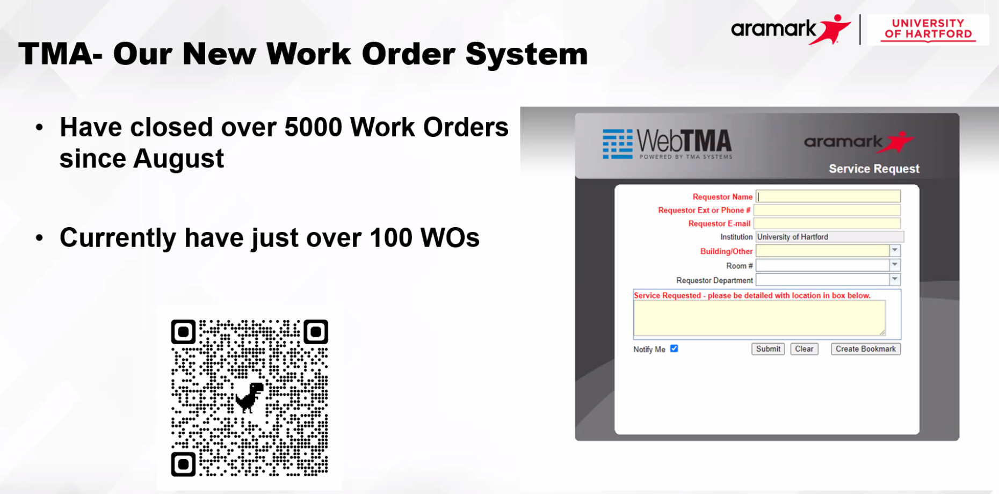 aramark
UNIVERSITY
OF HARTFORD
TMA- Our New Work Order System
• Have closed over 5000 Work Orders
since August
• Currently have just over 100 WOs
WebTMA
POWERED BY TMA SYSTEMS
aramark
Service Request
Requestor Name
Requestor Ext or Phone #
Requestor E-mail
Institution University of Hartford
Building/Other
Room #
Requestor Department
Service Requested - please be detailed with location in box below.
Notify Me Submit Clear Create Bookmark